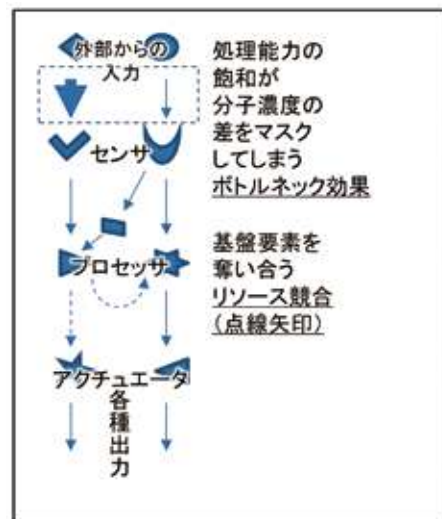 外部からの
入力
センサ
プロセッサ
アクチュエータ
各種出力
処理能力の
飽和が
分子濃度の
差をマスク
してしまう
ボトルネック効果
基盤要素を
奪い合う
リソース競合
(点線矢印)